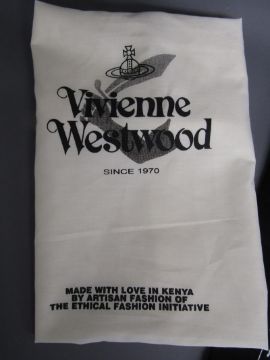 Vivienne
Westwood
SINCE 1970
MADE WITH LOVE IN KENYA
BY ARTISAN FASHION OF
THE ETHICAL FASHION INITIATIVE